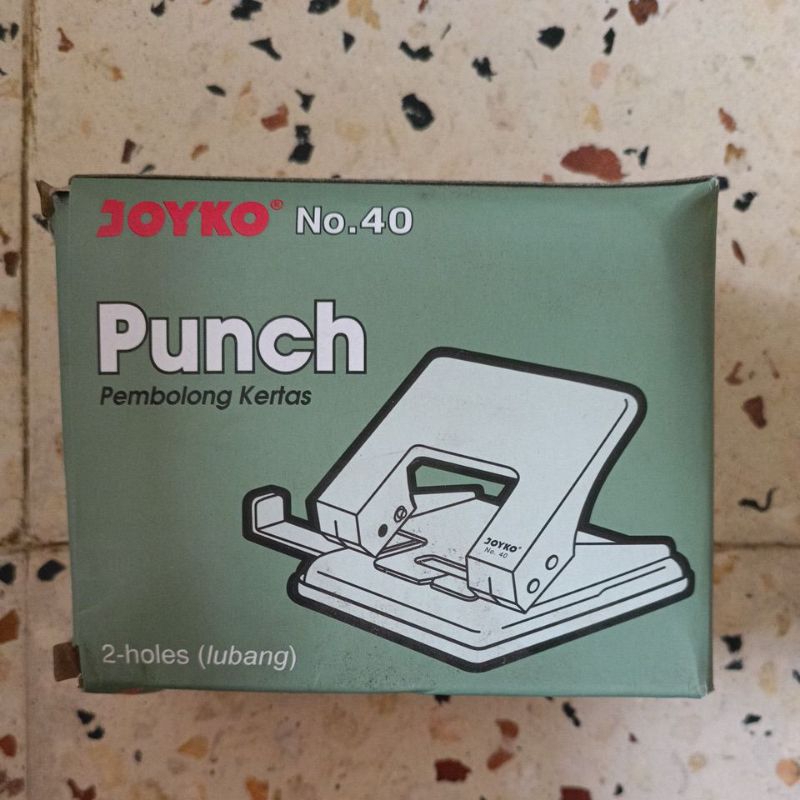 JOYKO® No.40
Punch
Pembolong Kertas
JOYKO®
No. 40
2-holes (lubang)